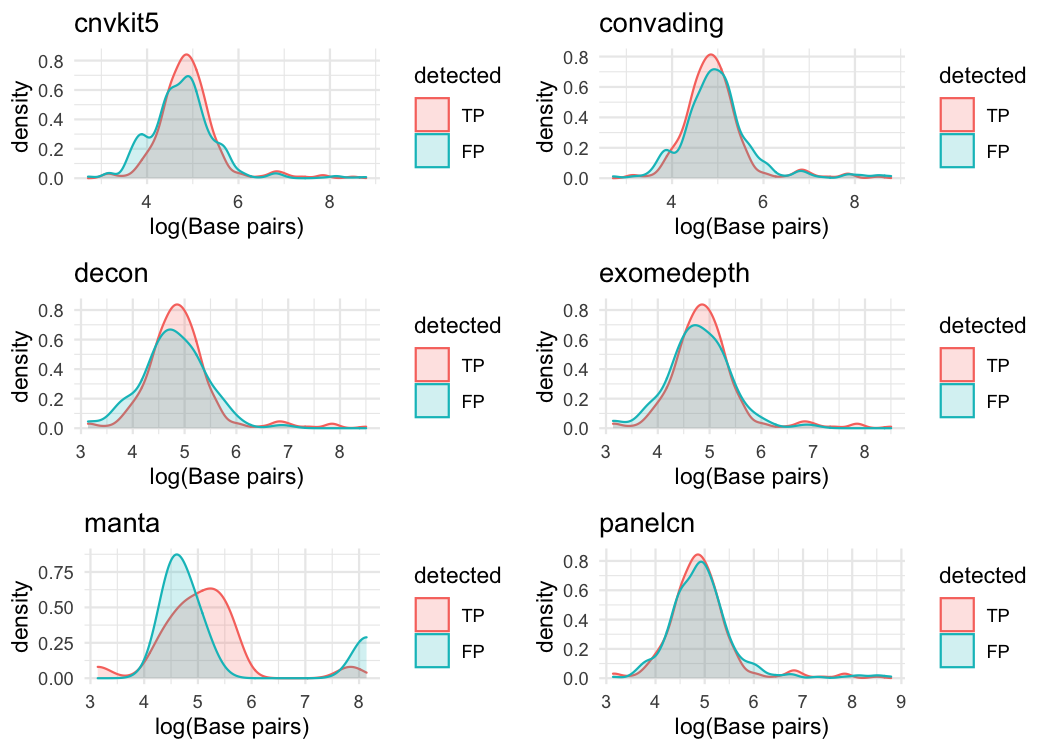 cnvkit5
density
0.8
0.6
0.4
0.2
0.0
4 6 8
log(Base pairs)
detected
TP
FP
convading
density
0.8
0.6
0.4
0.2
0.0
4 6 8
log(Base pairs)
detected
TP
FP
decon
density
0.8
0.6
0.4
0.2
0.0
3 4 5 6 7 8
log(Base pairs)
detected
TP
FP
exomedepth
density
0.8
0.6
0.4
0.2
0.0
3 4 5 6 7 8
log(Base pairs)
detected
TP
FP
manta
density
0.75
0.50
0.25
0.00
3 4 5 6 7 8
log(Base pairs)
detected
TP
FP
panelcn
density
0.8
0.6
0.4
0.2
0.0
3 4 5 6 7 8 9
log(Base pairs)
detected
TP
FP